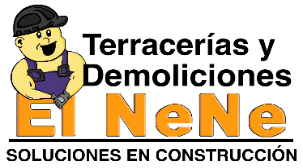 Terracerías y
Demoliciones
El NeNe
SOLUCIONES EN CONSTRUCCIÓN